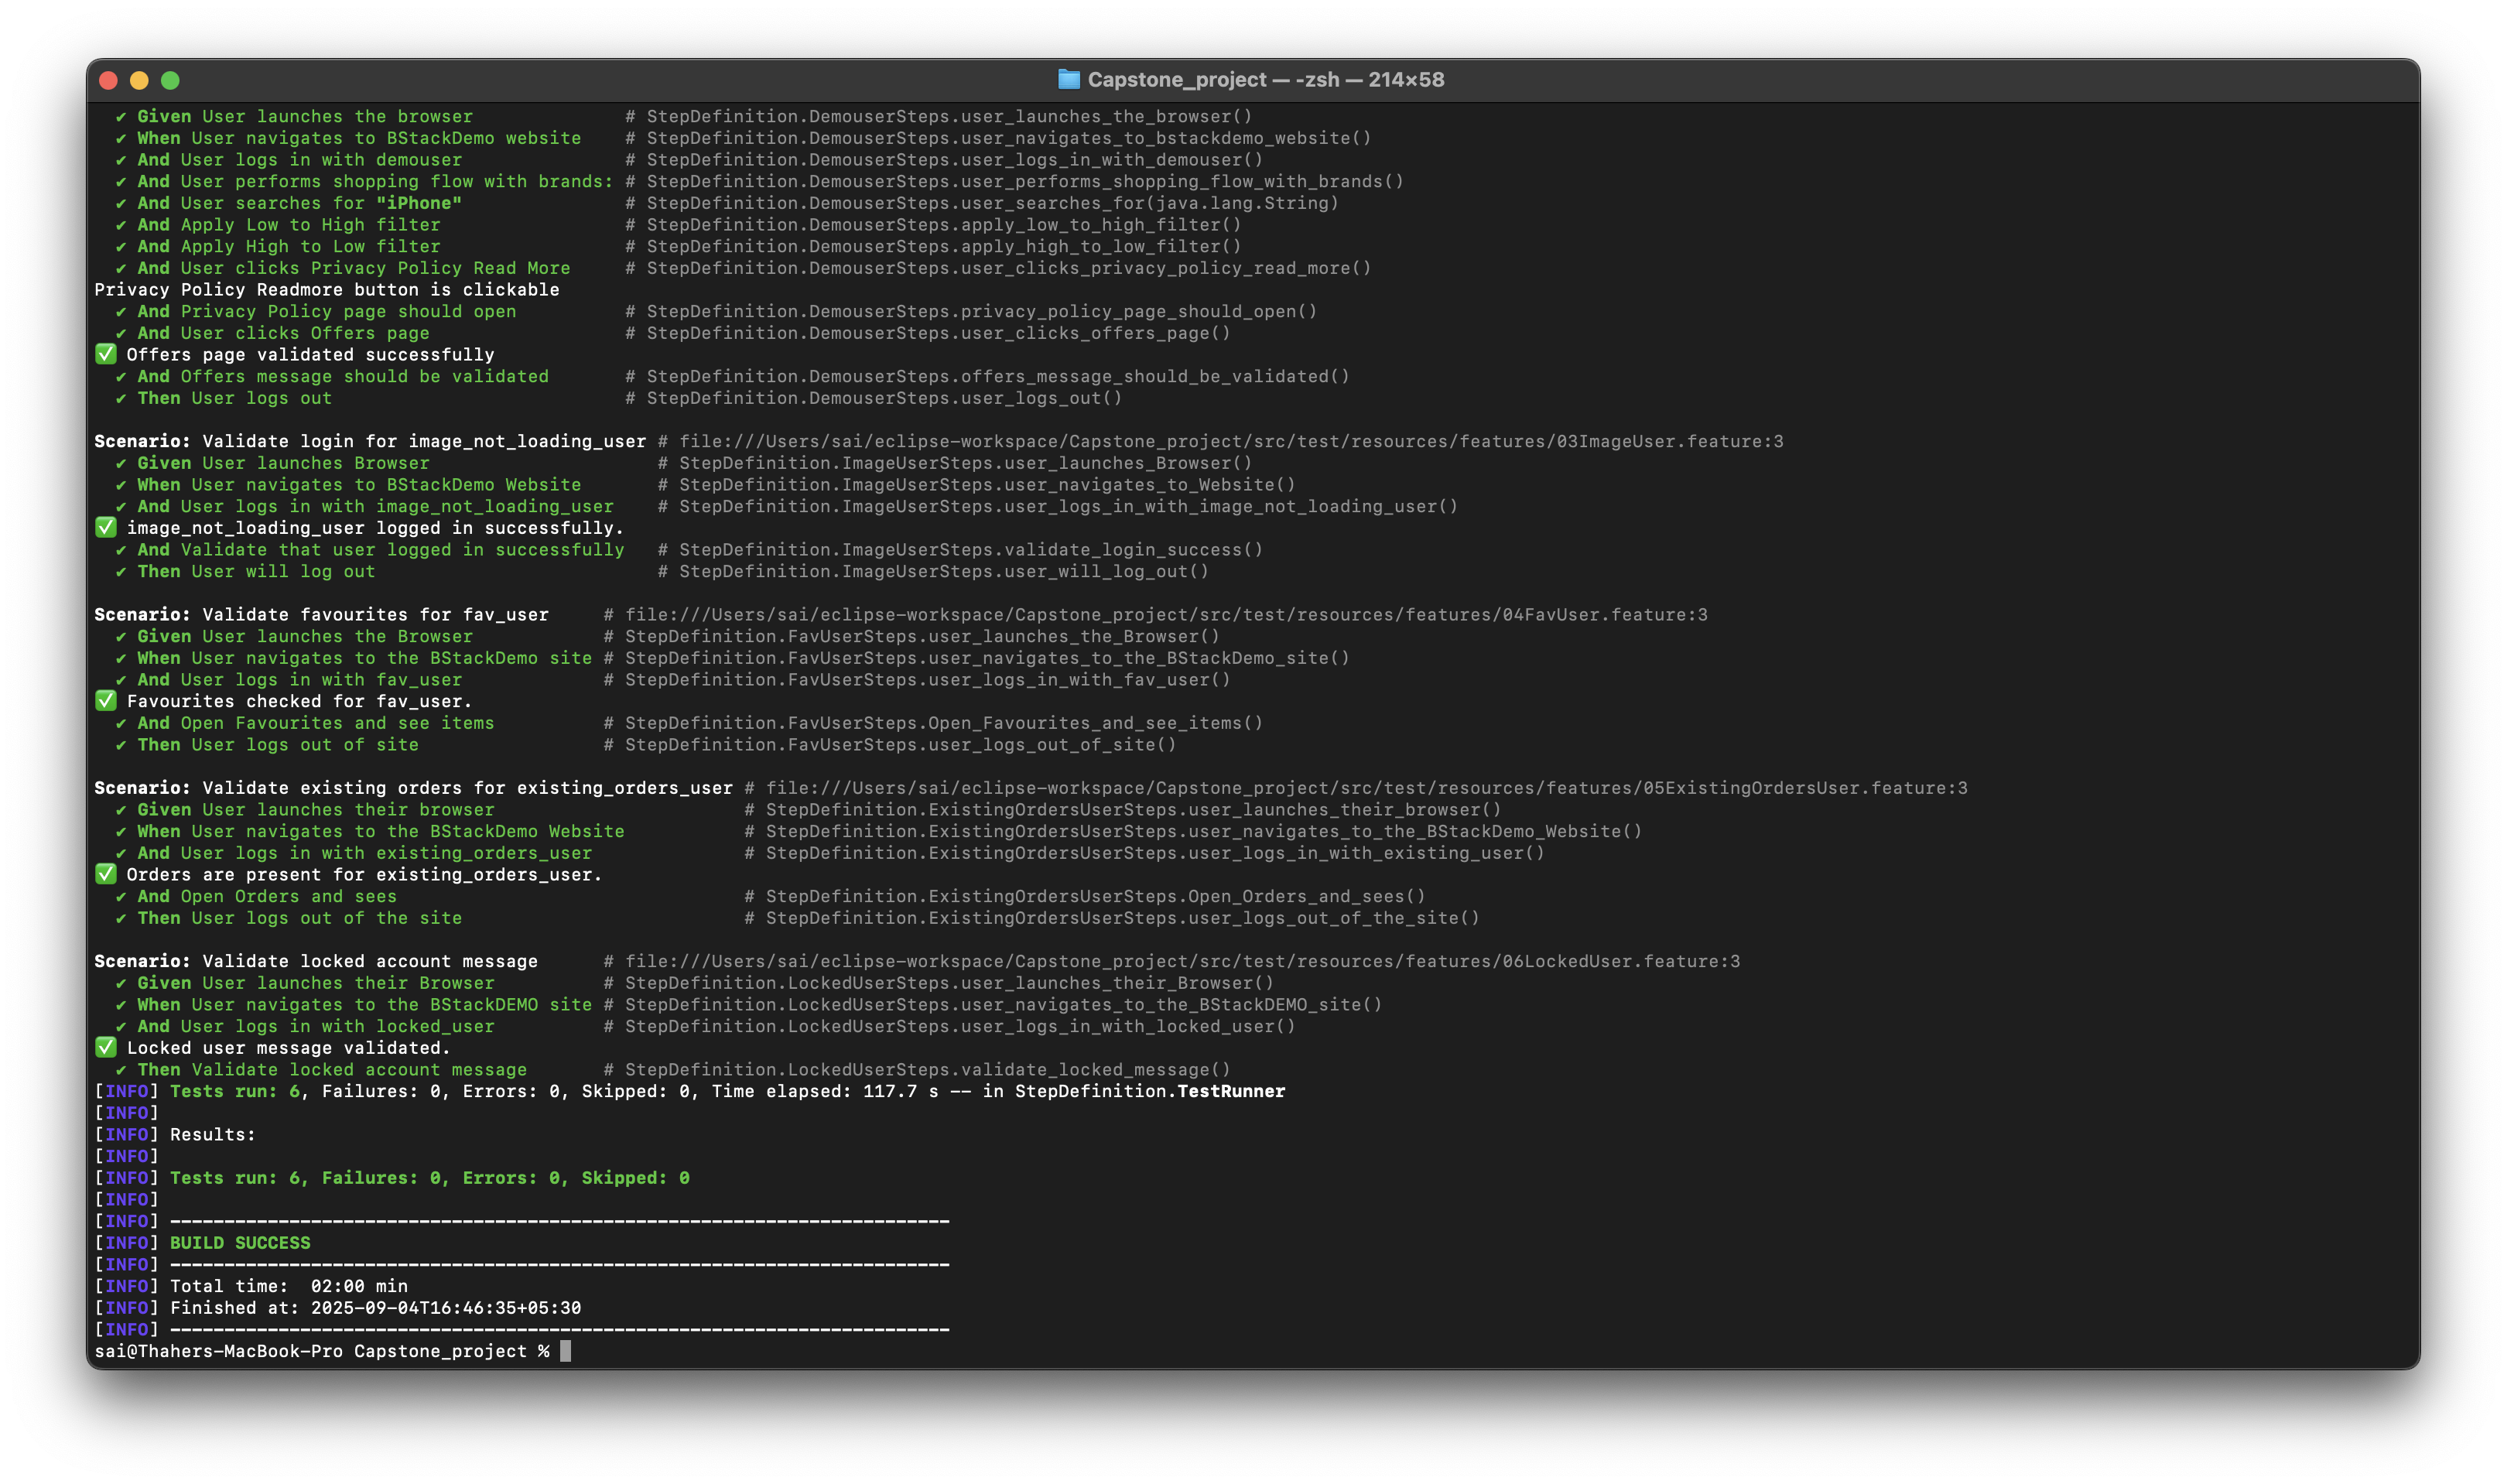 Capstone_project — -zsh — 214×58
✔ Given User launches the browser # StepDefinition.DemouserSteps.user_launches_the_browser()
✔ When User navigates to BStackDemo website # StepDefinition.DemouserSteps.user_navigates_to_bstackdemo_website()
✔ And User logs in with demouser # StepDefinition.DemouserSteps.user_logs_in_with_demouser()
✔ And User performs shopping flow with brands: # StepDefinition.DemouserSteps.user_performs_shopping_flow_with_brands()
✔ And User searches for "iPhone" # StepDefinition.DemouserSteps.user_searches_for(java.lang.String)
✔ And Apply Low to High filter # StepDefinition.DemouserSteps.apply_low_to_high_filter()
✔ And Apply High to Low filter # StepDefinition.DemouserSteps.apply_high_to_low_filter()
✔ And User clicks Privacy Policy Read More # StepDefinition.DemouserSteps.user_clicks_privacy_policy_read_more()
Privacy Policy Readmore button is clickable
✔ And Privacy Policy page should open # StepDefinition.DemouserSteps.privacy_policy_page_should_open()
✔ And User clicks Offers page # StepDefinition.DemouserSteps.user_clicks_offers_page()
✅ Offers page validated successfully
✔ And Offers message should be validated # StepDefinition.DemouserSteps.offers_message_should_be_validated()
✔ Then User logs out # StepDefinition.DemouserSteps.user_logs_out()
Scenario: Validate login for image_not_loading_user # file:///Users/sai/eclipse-workspace/Capstone_project/src/test/resources/features/03ImageUser.feature:3
✔ Given User launches Browser # StepDefinition.ImageUserSteps.user_launches_Browser()
✔ When User navigates to BStackDemo Website # StepDefinition.ImageUserSteps.user_navigates_to_Website()
✔ And User logs in with image_not_loading_user # StepDefinition.ImageUserSteps.user_logs_in_with_image_not_loading_user()
✅ image_not_loading_user logged in successfully.
✔ And Validate that user logged in successfully # StepDefinition.ImageUserSteps.validate_login_success()
✔ Then User will log out # StepDefinition.ImageUserSteps.user_will_log_out()
Scenario: Validate favourites for fav_user # file:///Users/sai/eclipse-workspace/Capstone_project/src/test/resources/features/04FavUser.feature:3
✔ Given User launches the Browser # StepDefinition.FavUserSteps.user_launches_the_Browser()
✔ When User navigates to the BStackDemo site # StepDefinition.FavUserSteps.user_navigates_to_the_BStackDemo_site()
✔ And User logs in with fav_user # StepDefinition.FavUserSteps.user_logs_in_with_fav_user()
✅ Favourites checked for fav_user.
✔ And Open Favourites and see items # StepDefinition.FavUserSteps.Open_Favourites_and_see_items()
✔ Then User logs out of site # StepDefinition.FavUserSteps.user_logs_out_of_site()
Scenario: Validate existing orders for existing_orders_user # file:///Users/sai/eclipse-workspace/Capstone_project/src/test/resources/features/05ExistingOrdersUser.feature:3
✔ Given User launches their browser # StepDefinition.ExistingOrdersUserSteps.user_launches_their_browser()
✔ When User navigates to the BStackDemo Website # StepDefinition.ExistingOrdersUserSteps.user_navigates_to_the_BStackDemo_Website()
✔ And User logs in with existing_orders_user # StepDefinition.ExistingOrdersUserSteps.user_logs_in_with_existing_user()
✅ Orders are present for existing_orders_user.
✔ And Open Orders and sees # StepDefinition.ExistingOrdersUserSteps.Open_Orders_and_sees()
✔ Then User logs out of the site # StepDefinition.ExistingOrdersUserSteps.user_logs_out_of_the_site()
Scenario: Validate locked account message # file:///Users/sai/eclipse-workspace/Capstone_project/src/test/resources/features/06LockedUser.feature:3
✔ Given User launches their Browser # StepDefinition.LockedUserSteps.user_launches_their_Browser()
✔ When User navigates to the BStackDEMO site # StepDefinition.LockedUserSteps.user_navigates_to_the_BStackDEMO_site()
✔ And User logs in with locked_user # StepDefinition.LockedUserSteps.user_logs_in_with_locked_user()
✅ Locked user message validated.
✔ Then Validate locked account message # StepDefinition.LockedUserSteps.validate_locked_message()
[INFO] Tests run: 6, Failures: 0, Errors: 0, Skipped: 0, Time elapsed: 117.7 s -- in StepDefinition.TestRunner
[INFO]
[INFO] Results:
[INFO]
[INFO] Tests run: 6, Failures: 0, Errors: 0, Skipped: 0
[INFO]
[INFO] ------------------------------------------------------------------------
[INFO] BUILD SUCCESS
[INFO] ------------------------------------------------------------------------
[INFO] Total time:  02:00 min
[INFO] Finished at: 2025-09-04T16:46:35+05:30
[INFO] ------------------------------------------------------------------------
sai@Thahers-MacBook-Pro Capstone_project %